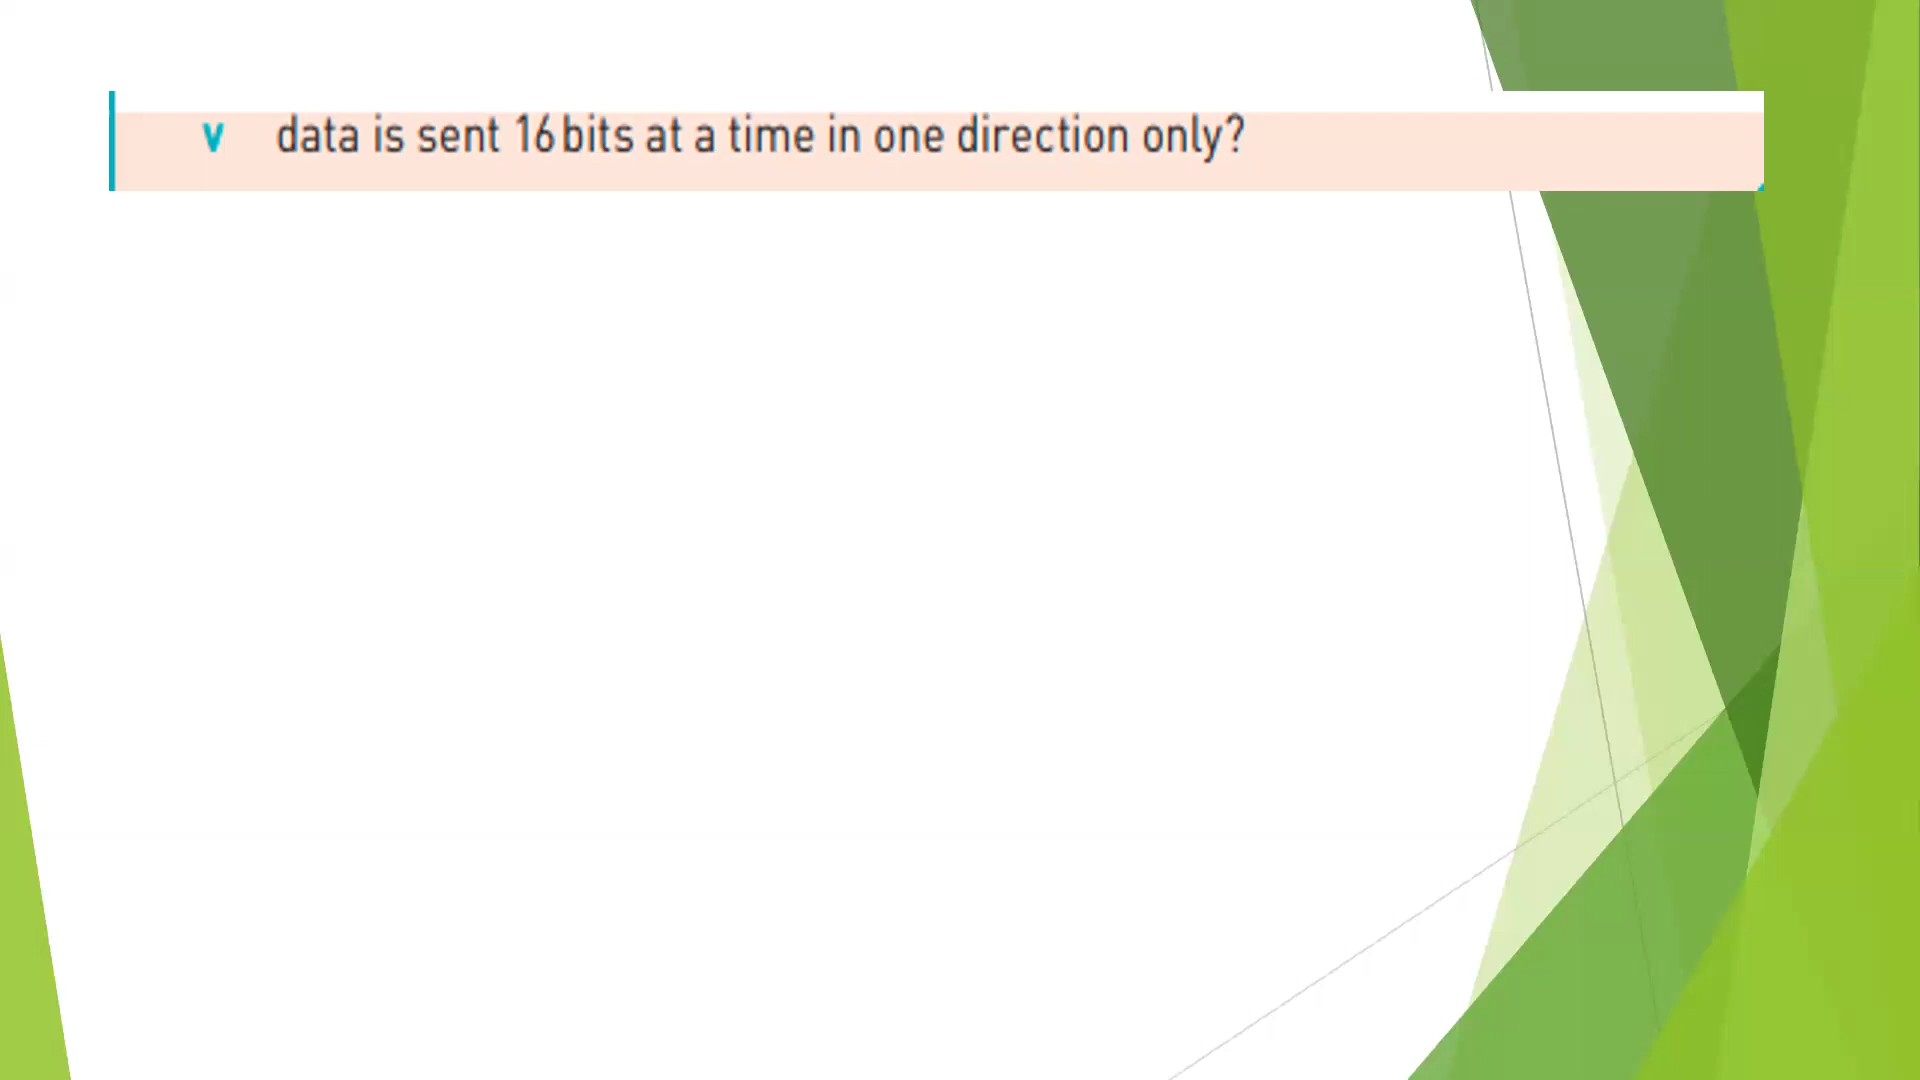 v data is sent 16 bits at a time in one direction only?